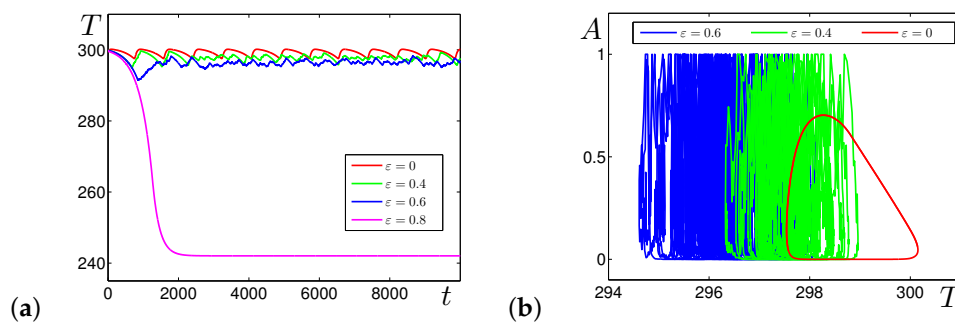 T
300
280
260
240
0 2000 4000 6000 8000 t
ε = 0
ε = 0.4
ε = 0.6
ε = 0.8
(a)
A
ε = 0.6 ε = 0.4 ε = 0
1
0.5
0
294 296 298 300 T
(b)